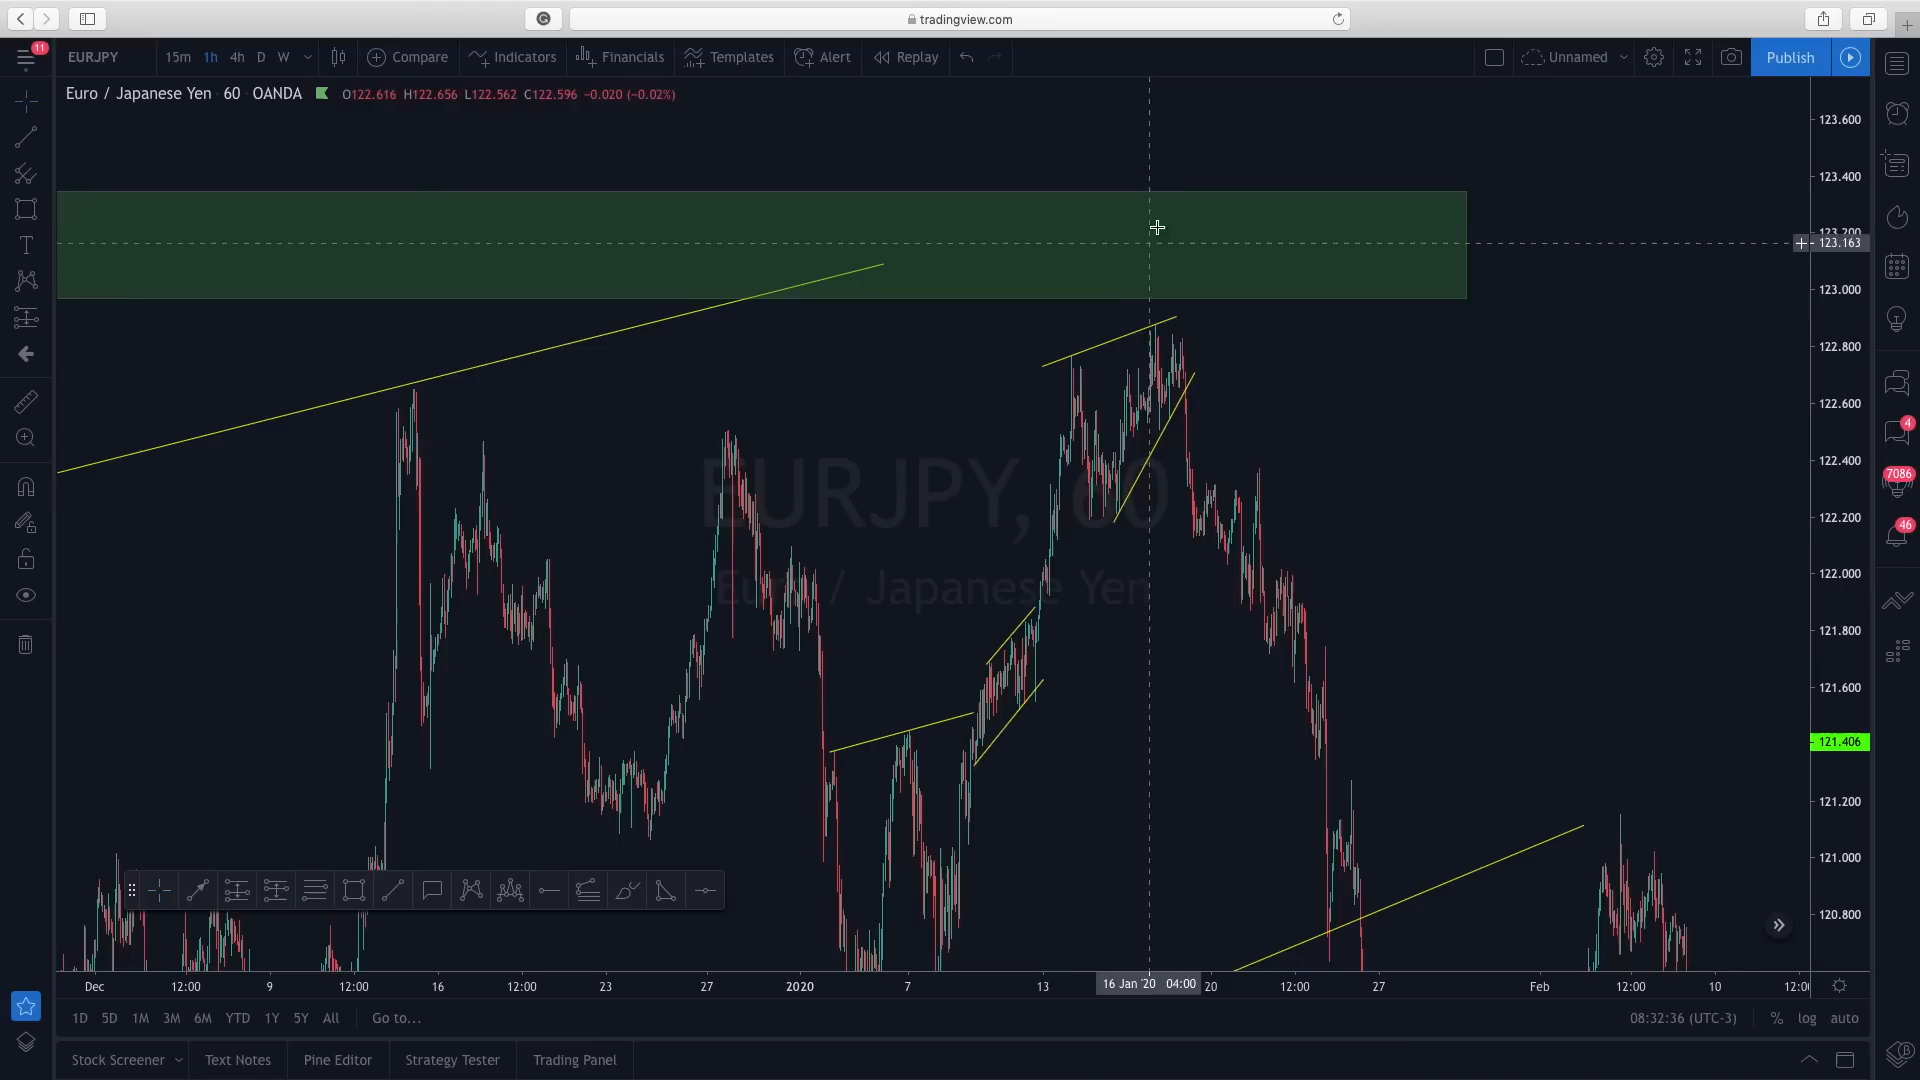 tradingview.com
11
EURJPY 15m 1h 4h D W Compare Indicators Financials Templates Alert Replay Unnamed Publish
Euro / Japanese Yen · 60 · OANDA O122.616 H122.656 L122.562 C122.596 −0.020 (−0.02%)
123.600
123.400
123.200
123.163
123.000
122.800
122.600
122.400
122.200
122.000
121.800
121.600
121.406
121.200
121.000
120.800
4
7086
46
EURJPY, 60
Euro / Japanese Yen
Dec 12:00 9 12:00 16 12:00 23 27 2020 7 13 16 Jan '20 04:00 20 12:00 27 Feb 12:00 10 12:00
1D 5D 1M 3M 6M YTD 1Y 5Y All Go to... 08:32:36 (UTC-3) % log auto
Stock Screener Text Notes Pine Editor Strategy Tester Trading Panel